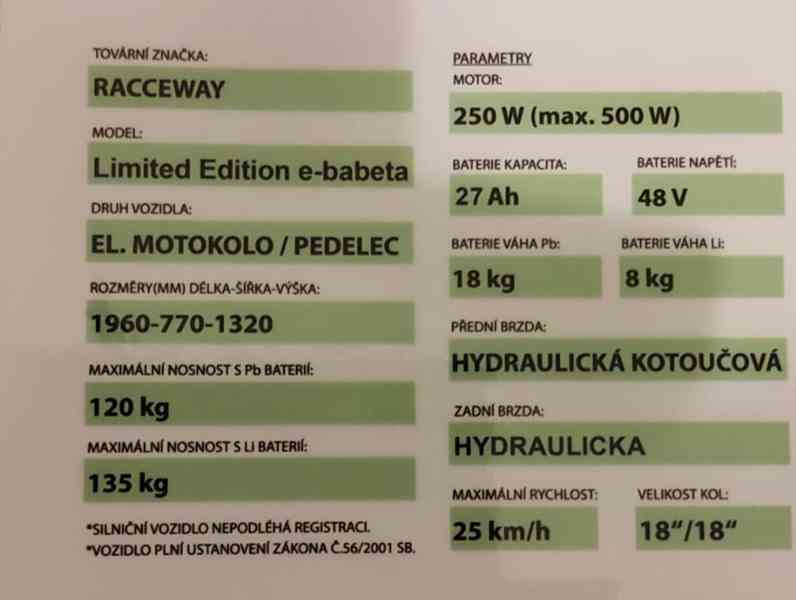 TOVÁRNÍ ZNAČKA:
RACCEWAY
MODEL:
Limited Edition e-babeta
DRUH VOZIDLA:
EL. MOTOKOLO / PEDELEC
ROZMĚRY(MM) DÉLKA-ŠÍŘKA-VÝŠKA:
1960-770-1320
MAXIMÁLNÍ NOSNOST S Pb BATERIÍ:
120 kg
MAXIMÁLNÍ NOSNOST S Li BATERIÍ:
135 kg
*SILNIČNÍ VOZIDLO NEPODLÉHÁ REGISTRACI.
*VOZIDLO PLNÍ USTANOVENÍ ZÁKONA Č.56/2001 SB.
PARAMETRY
MOTOR:
250 W (max. 500 W)
BATERIE KAPACITA: BATERIE NAPĚTÍ:
27 Ah 48 V
BATERIE VÁHA Pb: BATERIE VÁHA Li:
18 kg 8 kg
PŘEDNÍ BRZDA:
HYDRAULICKÁ KOTOUČOVÁ
ZADNÍ BRZDA:
HYDRAULICKA
MAXIMÁLNÍ RYCHLOST: VELIKOST KOL:
25 km/h 18“/18“